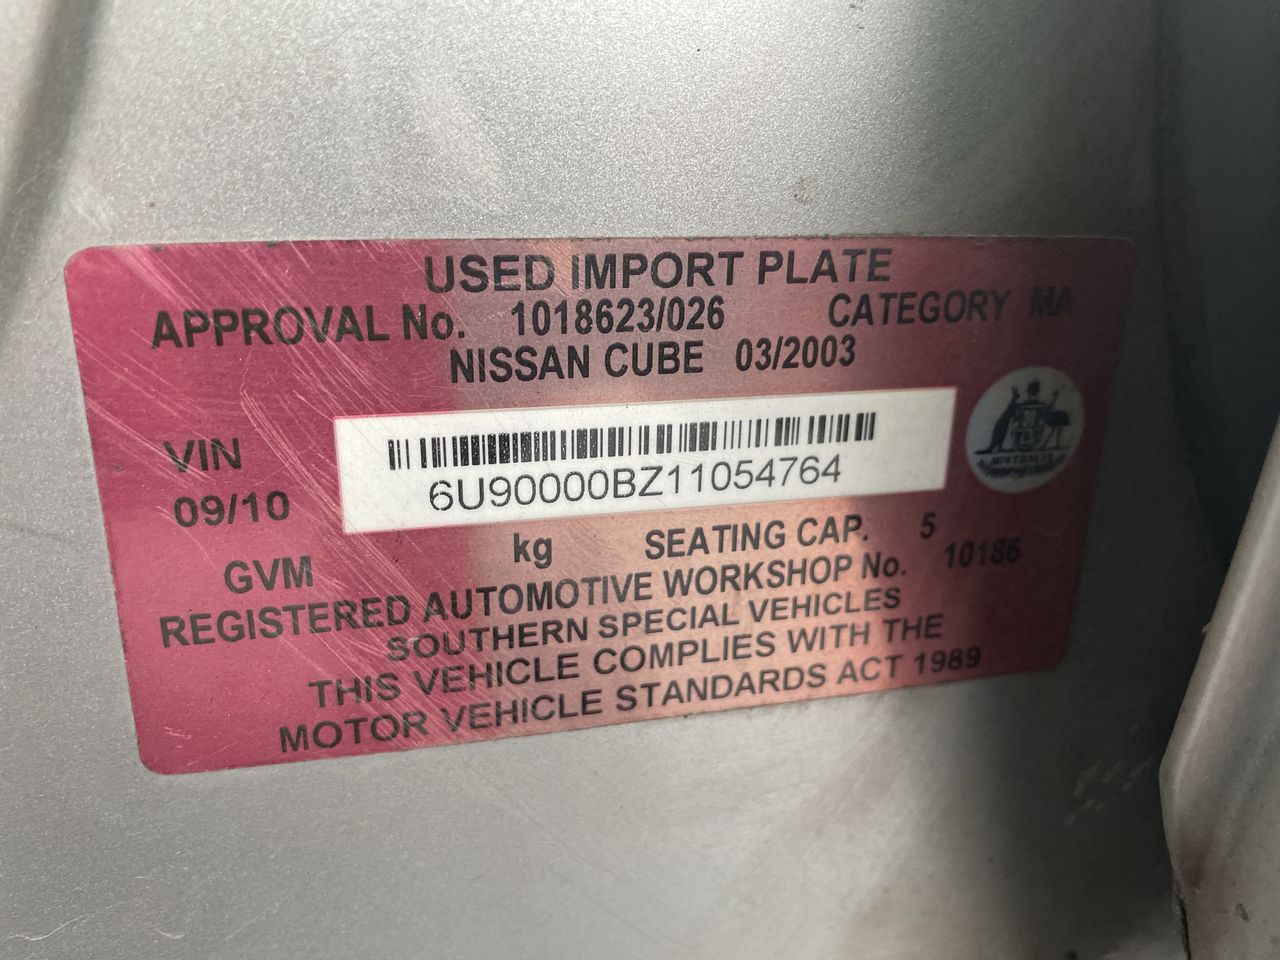 USED IMPORT PLATE
APPROVAL No. 1018623/026 CATEGORY MA
NISSAN CUBE 03/2003
VIN 6U90000BZ11054764
09/10
GVM kg SEATING CAP. 5
REGISTERED AUTOMOTIVE WORKSHOP No. 10186
SOUTHERN SPECIAL VEHICLES
THIS VEHICLE COMPLIES WITH THE
MOTOR VEHICLE STANDARDS ACT 1989
AUSTRALIA